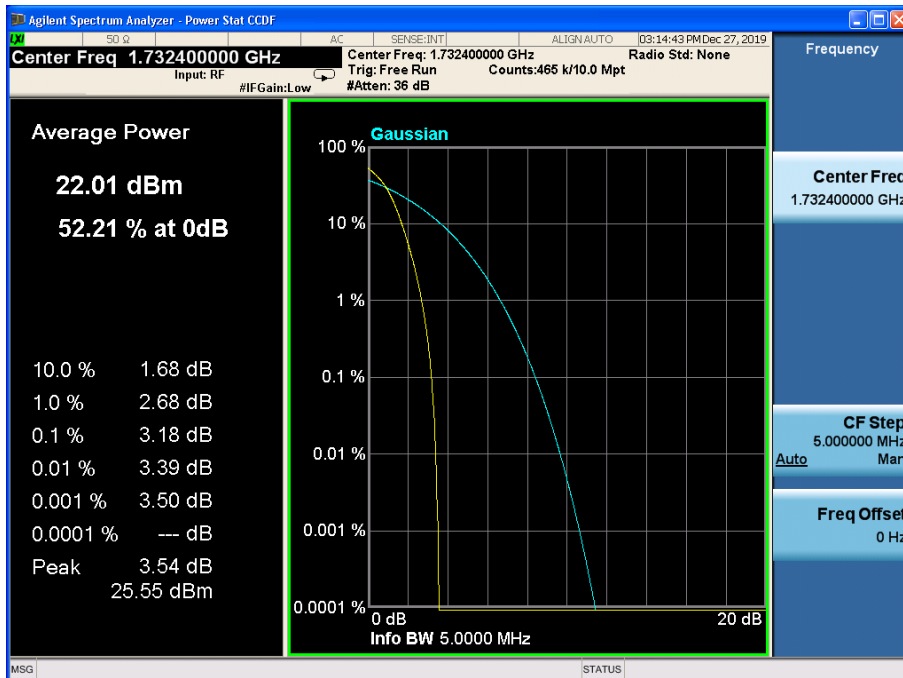 Agilent Spectrum Analyzer - Power Stat CCDF
LXI 50 Ω AC SENSE:INT ALIGN AUTO 03:14:43 PM Dec 27, 2019
Center Freq 1.732400000 GHz
Input: RF
#IFGain:Low
Center Freq: 1.732400000 GHz
Trig: Free Run Counts:465 k/10.0 Mpt
#Atten: 36 dB
Radio Std: None
Average Power
22.01 dBm
52.21 % at 0dB
10.0 % 1.68 dB
1.0 % 2.68 dB
0.1 % 3.18 dB
0.01 % 3.39 dB
0.001 % 3.50 dB
0.0001 % --- dB
Peak 3.54 dB
25.55 dBm
Gaussian
100 %
10 %
1 %
0.1 %
0.01 %
0.001 %
0.0001 %
0 dB 20 dB
Info BW 5.0000 MHz
Frequency
Center Freq
1.732400000 GHz
CF Step
5.000000 MHz
Auto Man
Freq Offset
0 Hz
MSG STATUS